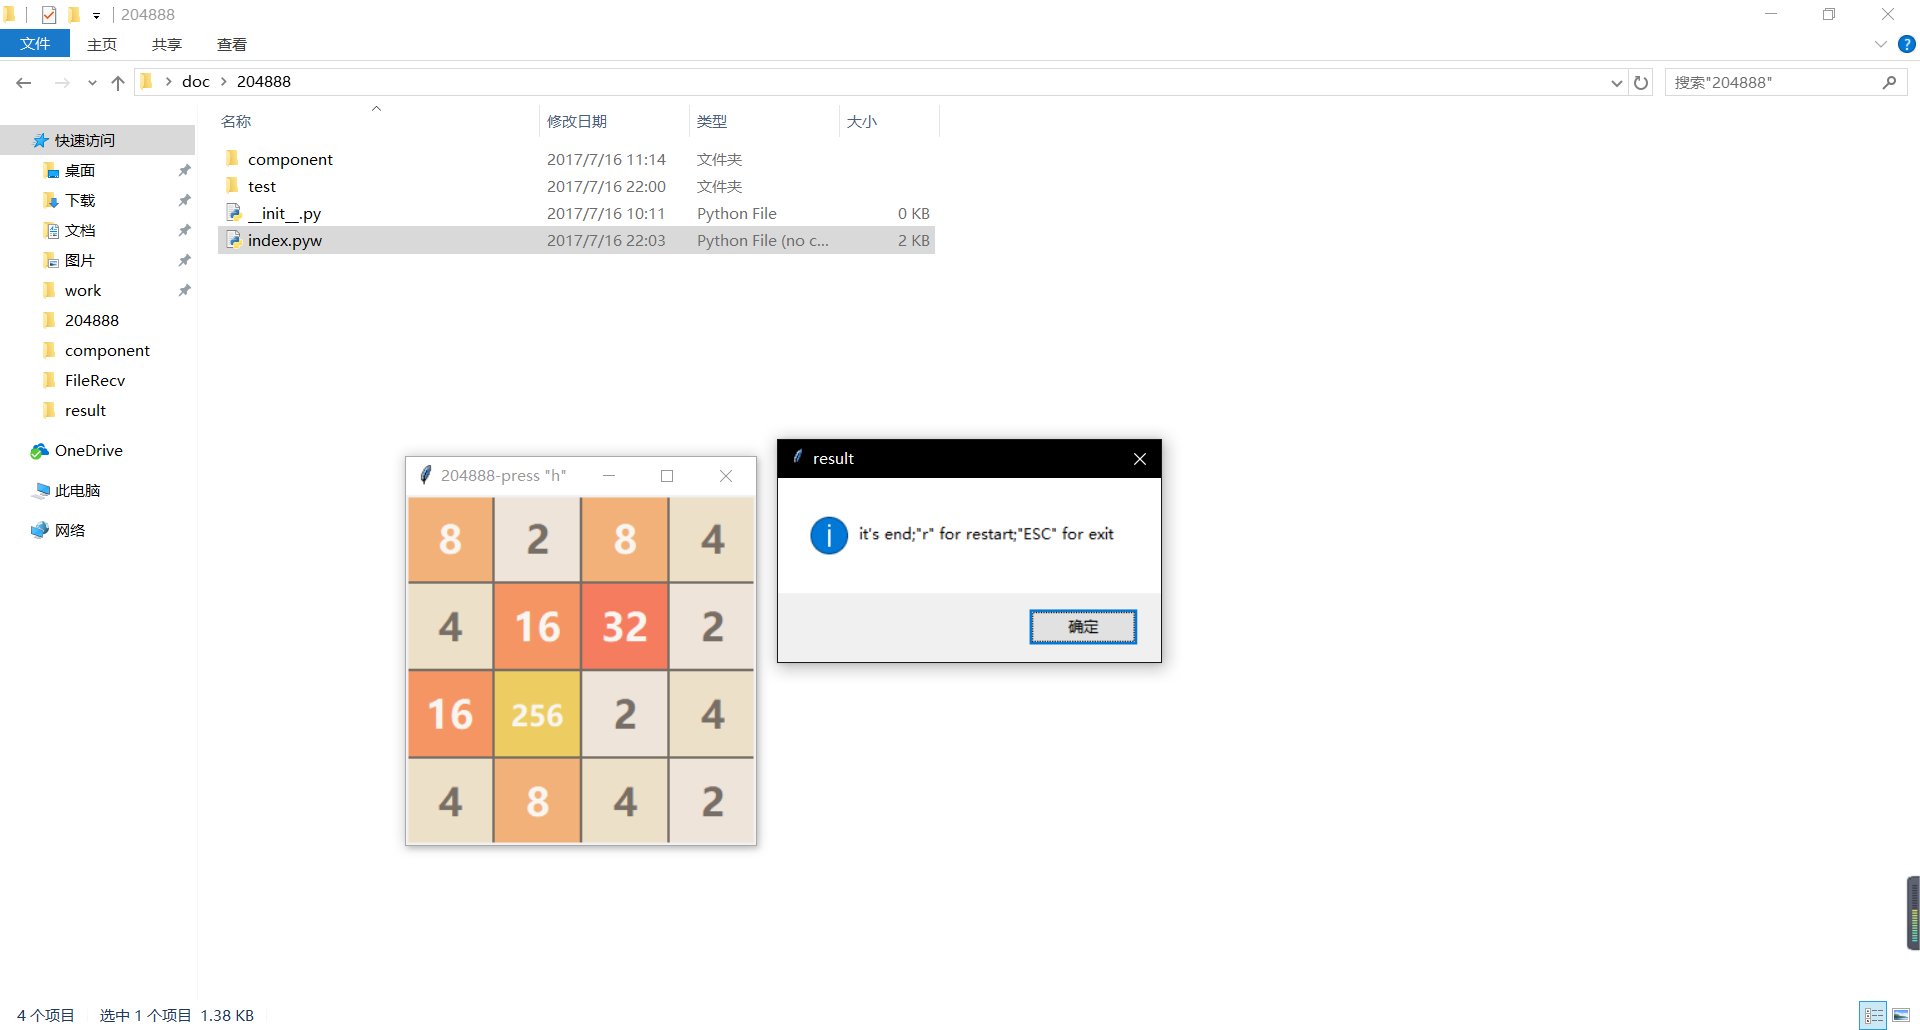 204888
文件 主页 共享 查看
doc 204888
搜索"204888"
名称 修改日期 类型 大小
快速访问
桌面
下载
文档
图片
work
204888
component
FileRecv
result
OneDrive
此电脑
网络
component 2017/7/16 11:14 文件夹
test 2017/7/16 22:00 文件夹
__init__.py 2017/7/16 10:11 Python File 0 KB
index.pyw 2017/7/16 22:03 Python File (no c... 2 KB
204888-press "h"
8 2 8 4
4 16 32 2
16 256 2 4
4 8 4 2
result
it's end;"r" for restart;"ESC" for exit
确定
4 个项目 选中 1 个项目 1.38 KB